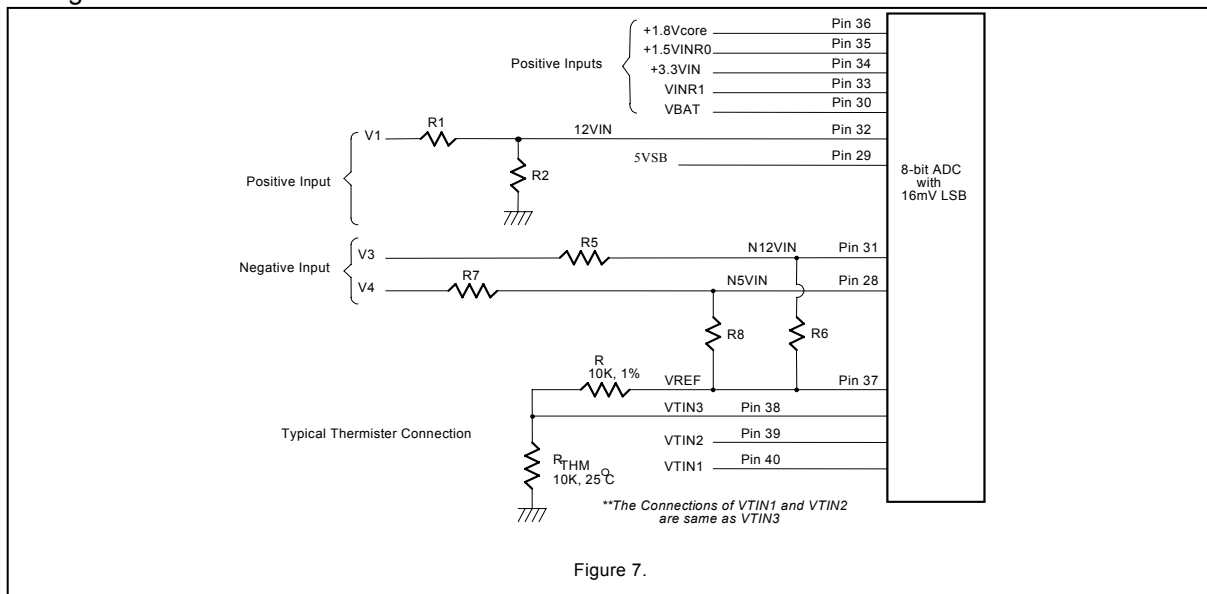 +1.8Vcore Pin 36
+1.5VINR0 Pin 35
Positive Inputs +3.3VIN Pin 34
VINR1 Pin 33
VBAT Pin 30
V1 R1 12VIN Pin 32
5VSB Pin 29
R2
Positive Input
8-bit ADC
with
16mV LSB
V3 R5 N12VIN Pin 31
Negative Input
V4 R7 N5VIN Pin 28
R8 R6
R
10K, 1%
VREF Pin 37
VTIN3 Pin 38
Typical Thermister Connection
VTIN2 Pin 39
RTHM
10K, 25°C
VTIN1 Pin 40
**The Connections of VTIN1 and VTIN2
are same as VTIN3
Figure 7.